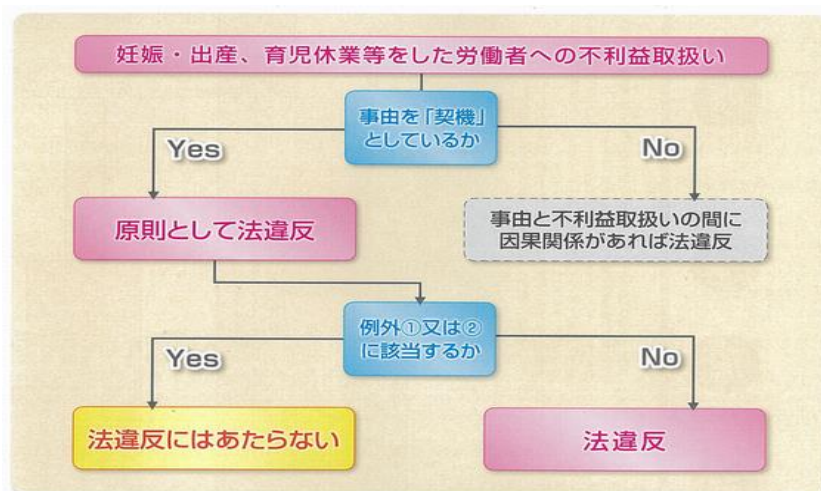 妊娠・出産、育児休業等をした労働者への不利益取扱い
事由を「契機」
としているか
Yes
No
原則として法違反
事由と不利益取扱いの間に
因果関係があれば法違反
例外①又は②
に該当するか
Yes
No
法違反にはあたらない
法違反